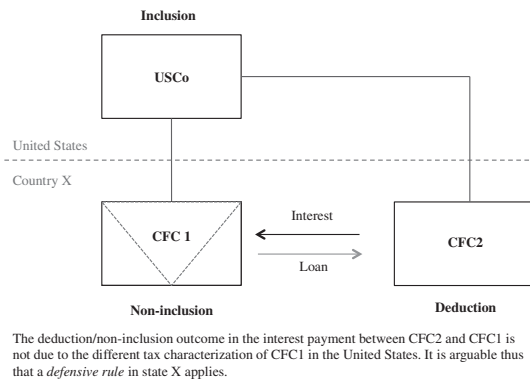 Inclusion
USCo
United States
Country X
Interest
CFC 1
CFC2
Loan
Non-inclusion
Deduction
The deduction/non-inclusion outcome in the interest payment between CFC2 and CFC1 is
not due to the different tax characterization of CFC1 in the United States. It is arguable thus
that a defensive rule in state X applies.